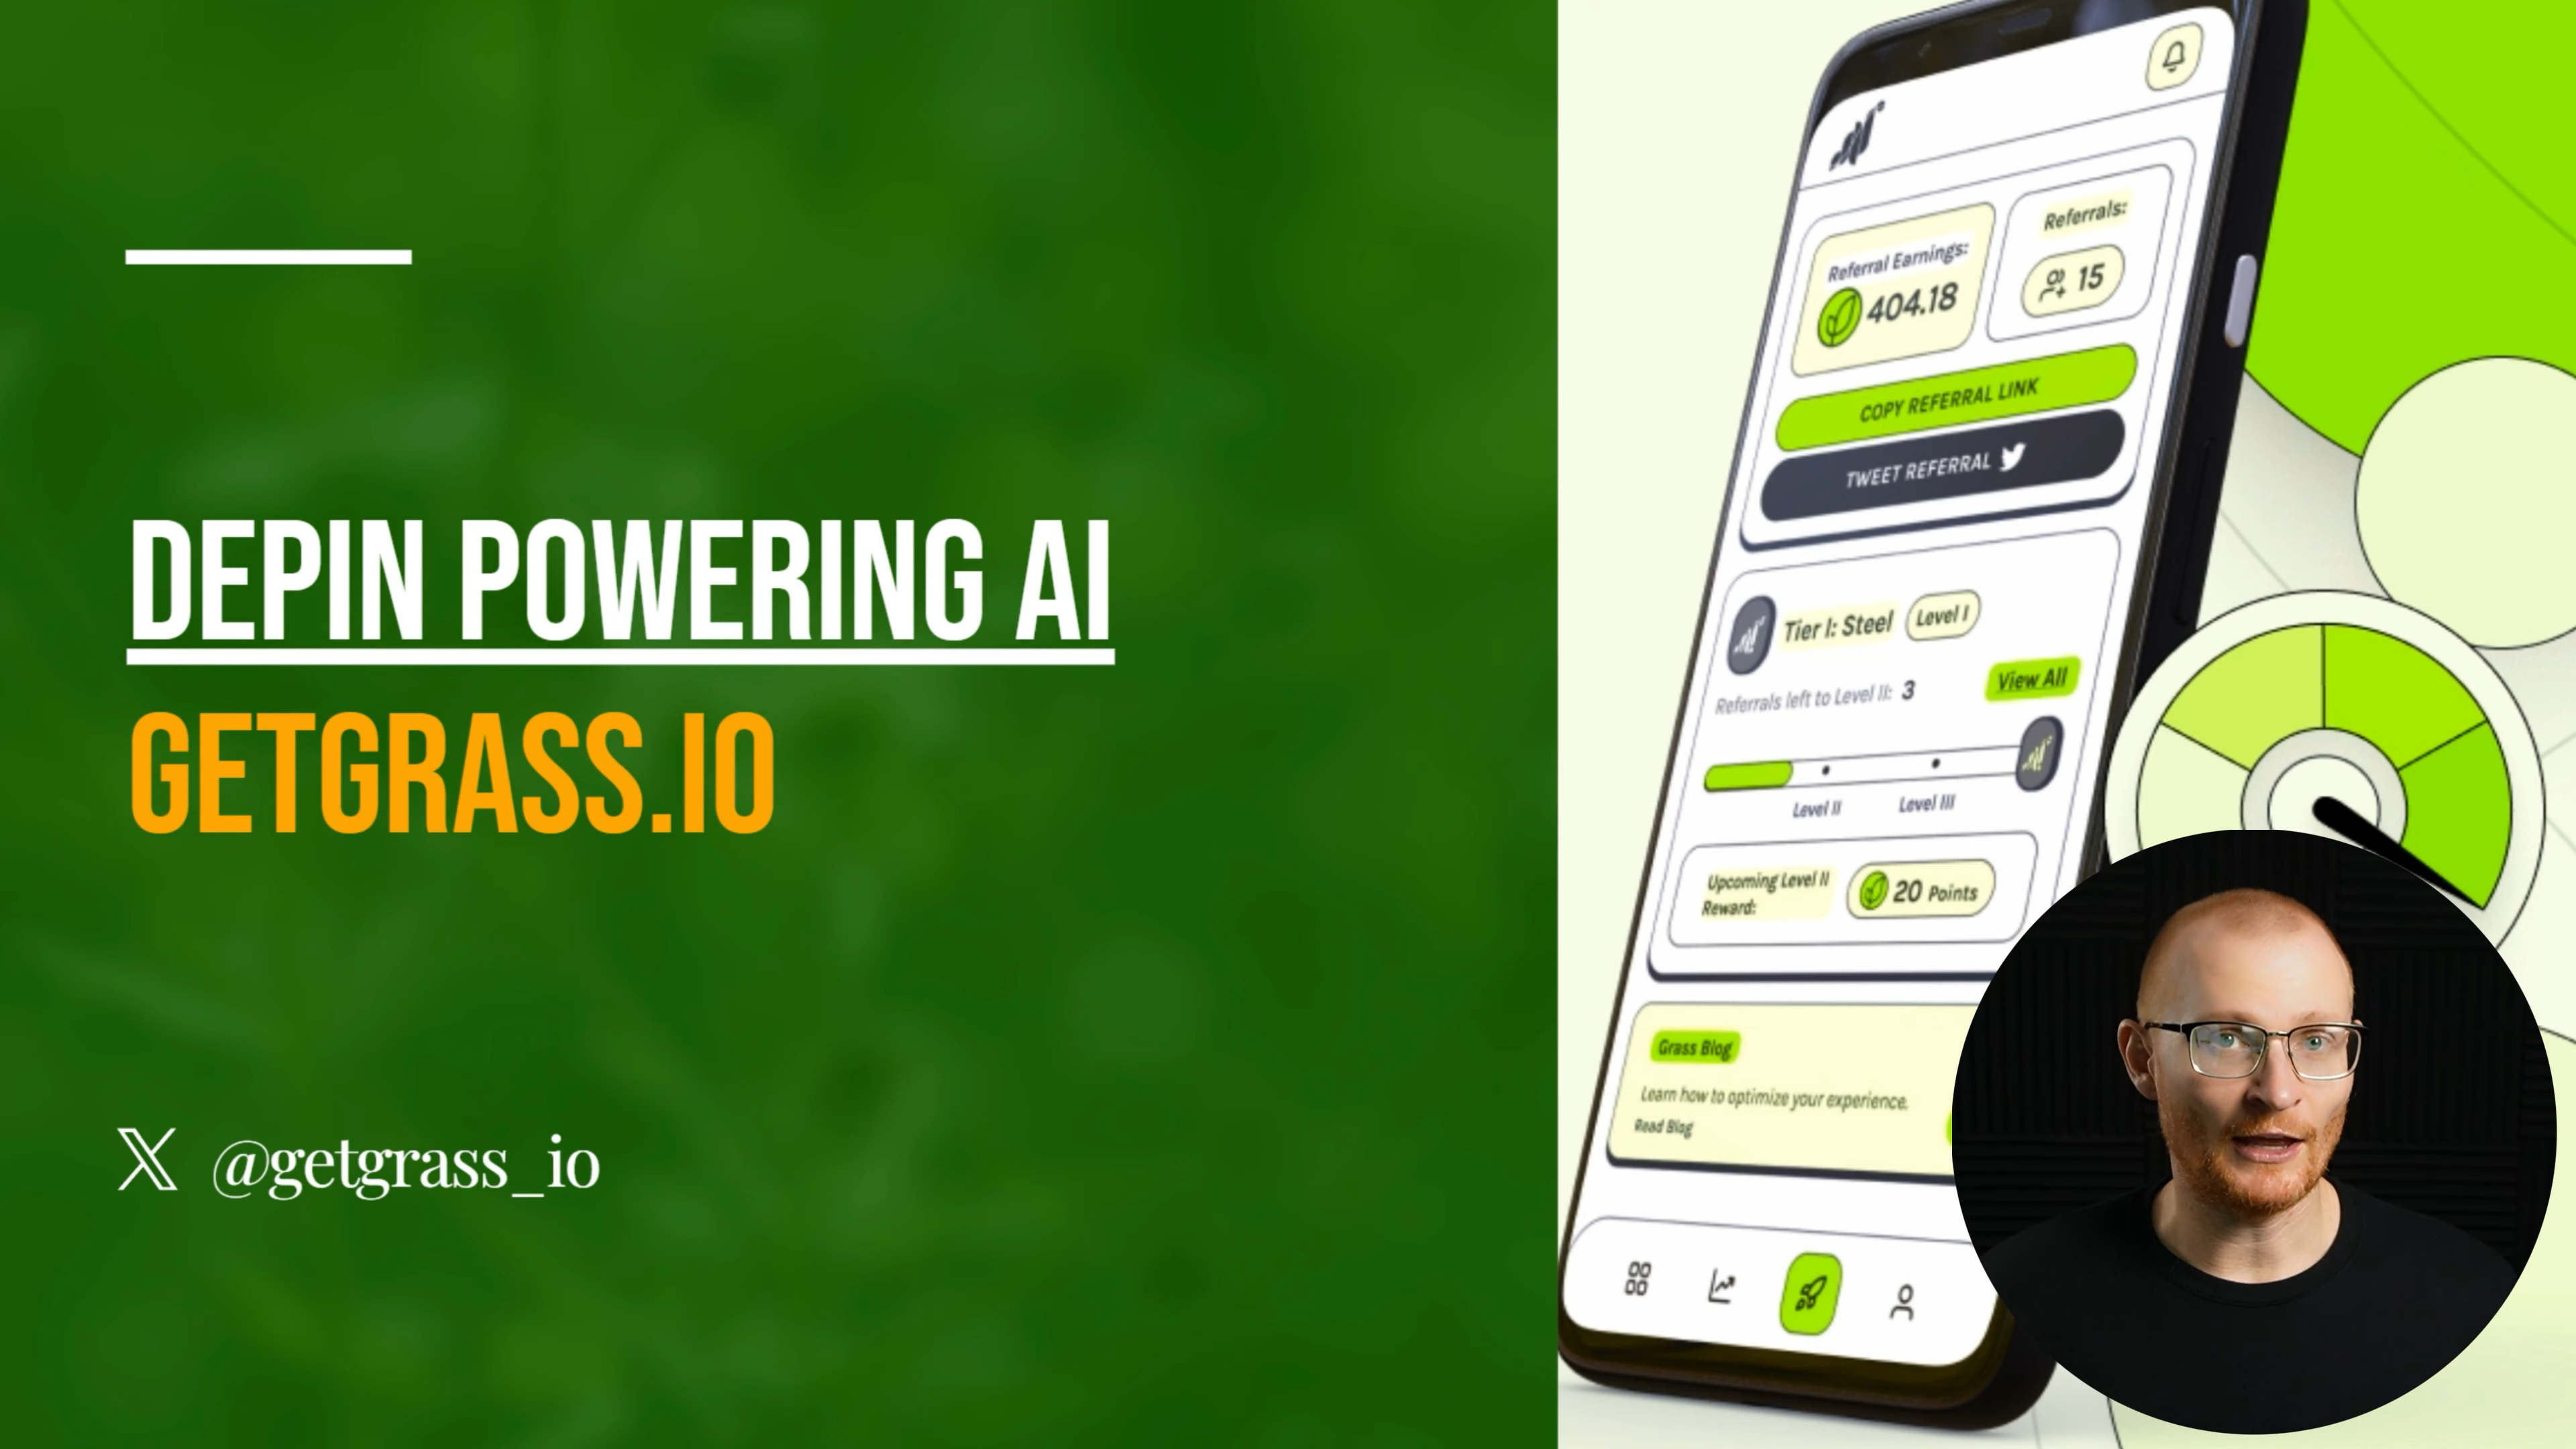 DEPIN POWERING AI
GETGRASS.IO
𝕏 @getgrass_io
Referral Earnings:
404.18
Referrals:
15
COPY REFERRAL LINK
TWEET REFERRAL
Tier I: Steel
Level I
Referrals left to Level II: 3
View All
Level II
Level III
Upcoming Level II
Reward:
20 Points
Grass Blog
Learn how to optimize your experience.
Read Blog